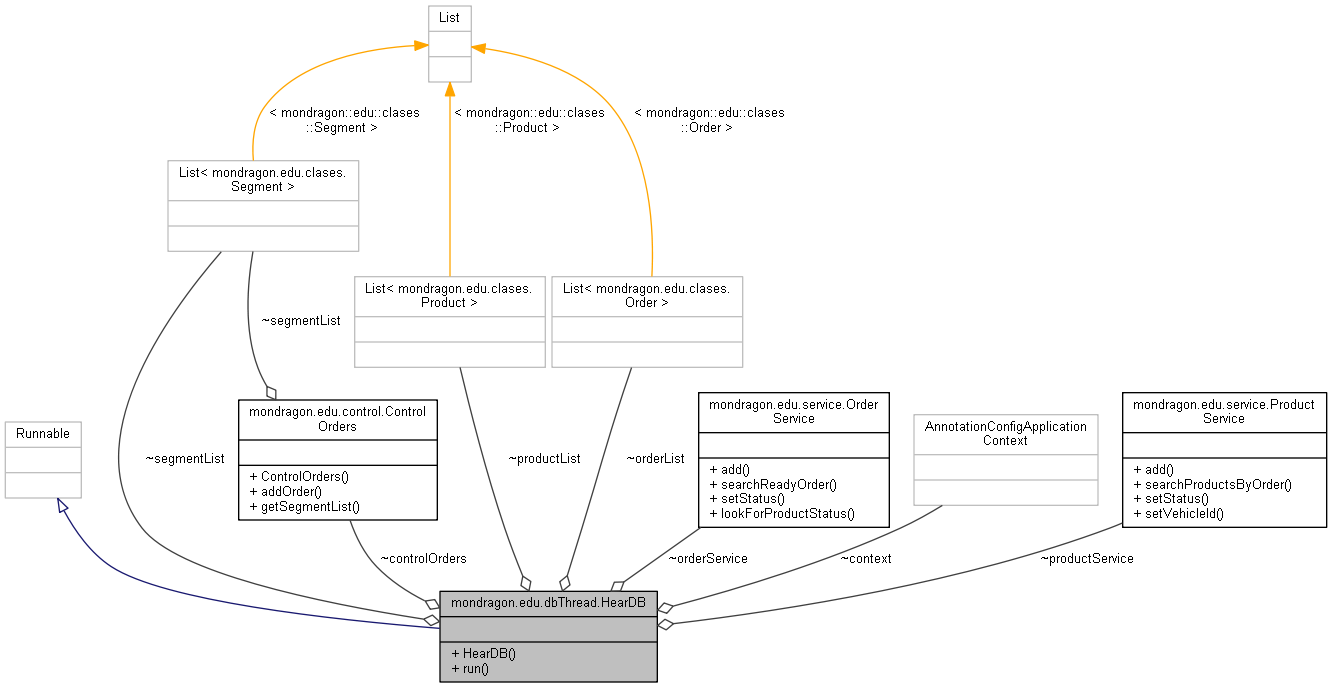 List
< mondragon::edu::clases
::Segment >
< mondragon::edu::clases
::Product >
< mondragon::edu::clases
::Order >
List< mondragon.edu.clases.
Segment >
List< mondragon.edu.clases.
Product >
List< mondragon.edu.clases.
Order >
~segmentList
Runnable
mondragon.edu.control.Control
Orders
+ ControlOrders()
+ addOrder()
+ getSegmentList()
mondragon.edu.service.Order
Service
+ add()
+ searchReadyOrder()
+ setStatus()
+ lookForProductStatus()
AnnotationConfigApplication
Context
mondragon.edu.service.Product
Service
+ add()
+ searchProductsByOrder()
+ setStatus()
+ setVehicleId()
~segmentList
~productList
~orderList
~controlOrders
~orderService
~context
~productService
mondragon.edu.dbThread.HearDB
+ HearDB()
+ run()